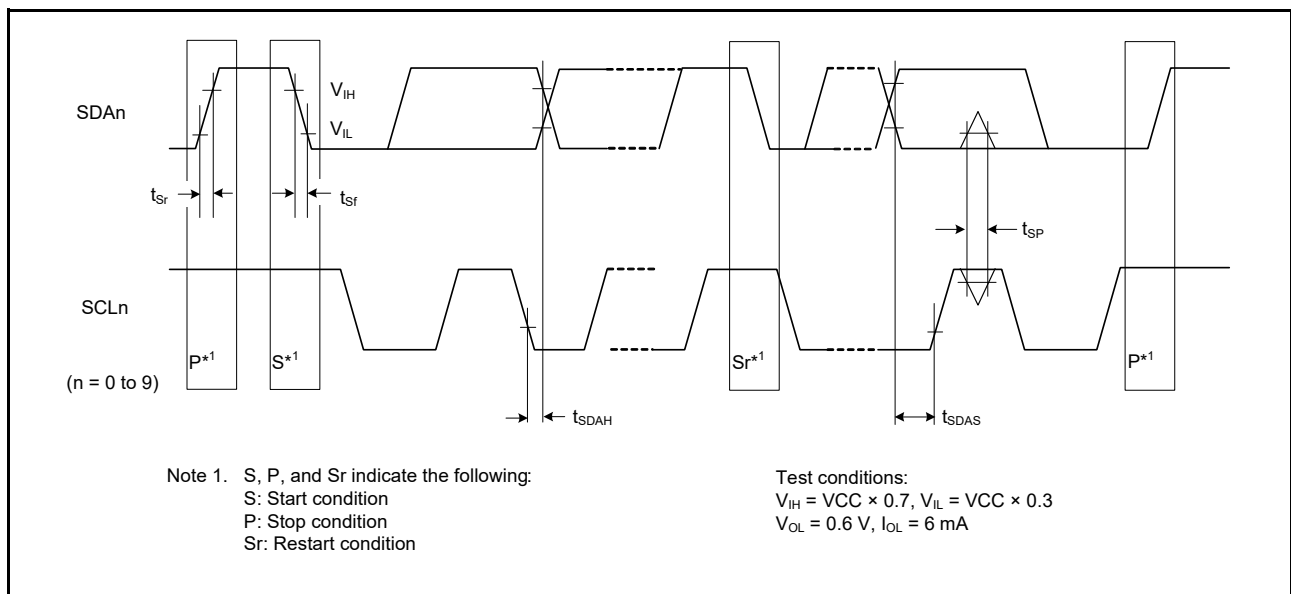 SDAn
V_IH
V_IL
t_Sr
t_Sf
t_SP
SCLn
P*1
S*1
Sr*1
P*1
(n = 0 to 9)
t_SDAH
t_SDAS
Note 1. S, P, and Sr indicate the following:
S: Start condition
P: Stop condition
Sr: Restart condition
Test conditions:
V_IH = VCC × 0.7, V_IL = VCC × 0.3
V_OL = 0.6 V, I_OL = 6 mA